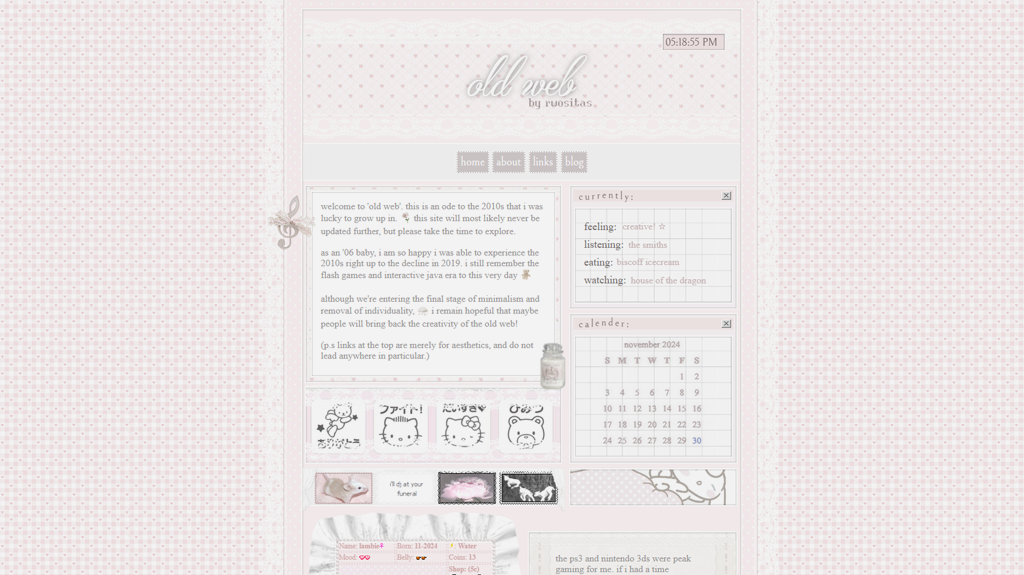 05:18:55 PM
old web
by ruositas.
home about links blog
welcome to 'old web'. this is an ode to the 2010s that i was
lucky to grow up in. this site will most likely never be
updated further, but please take the time to explore.
as an '06 baby, i am so happy i was able to experience the
2010s right up to the decline in 2019. i still remember the
flash games and interactive java era to this very day
although we're entering the final stage of minimalism and
removal of individuality, i remain hopeful that maybe
people will bring back the creativity of the old web!
(p.s links at the top are merely for aesthetics, and do not
lead anywhere in particular.)
currently:
feeling: creative! ☆
listening: the smiths
eating: biscoff icecream
watching: house of the dragon
calender:
november 2024
S M T W T F S
1 2
3 4 5 6 7 8 9
10 11 12 13 14 15 16
17 18 19 20 21 22 23
24 25 26 27 28 29 30
ありがとう
ファイト!
だいすき♥
ひみつ
i'll dj at your
funeral
Name: lambie Born: 11-2024 Water
Mood: Belly: Coins: 13
Shop: (5c)
the ps3 and nintendo 3ds were peak
gaming for me. if i had a time